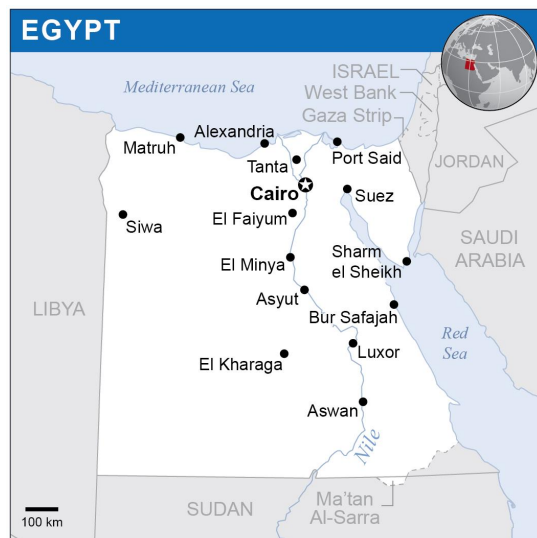 EGYPT
Mediterranean Sea
ISRAEL
West Bank
Gaza Strip
Alexandria
Matruh
Port Said
Tanta
JORDAN
Cairo
Suez
Siwa
El Faiyum
SAUDI
ARABIA
Sharm
el Sheikh
El Minya
Asyut
LIBYA
Bur Safajah
Red
Sea
Luxor
El Kharaga
Aswan
Nile
SUDAN
Ma'tan
Al-Sarra
100 km